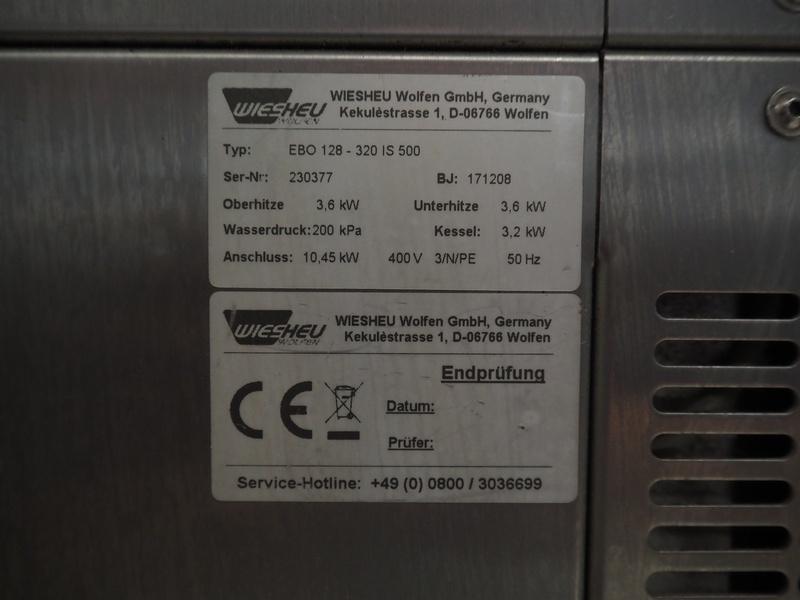 WIESHEU
WOLFEN
WIESHEU Wolfen GmbH, Germany
Kekulèstrasse 1, D-06766 Wolfen
Typ: EBO 128 - 320 IS 500
Ser-Nr: 230377 BJ: 171208
Oberhitze 3,6 kW Unterhitze 3,6 kW
Wasserdruck: 200 kPa Kessel: 3,2 kW
Anschluss: 10,45 kW 400 V 3/N/PE 50 Hz
WIESHEU
WOLFEN
WIESHEU Wolfen GmbH, Germany
Kekulèstrasse 1, D-06766 Wolfen
Endprüfung
CE
Datum:
Prüfer:
Service-Hotline: +49 (0) 0800 / 3036699